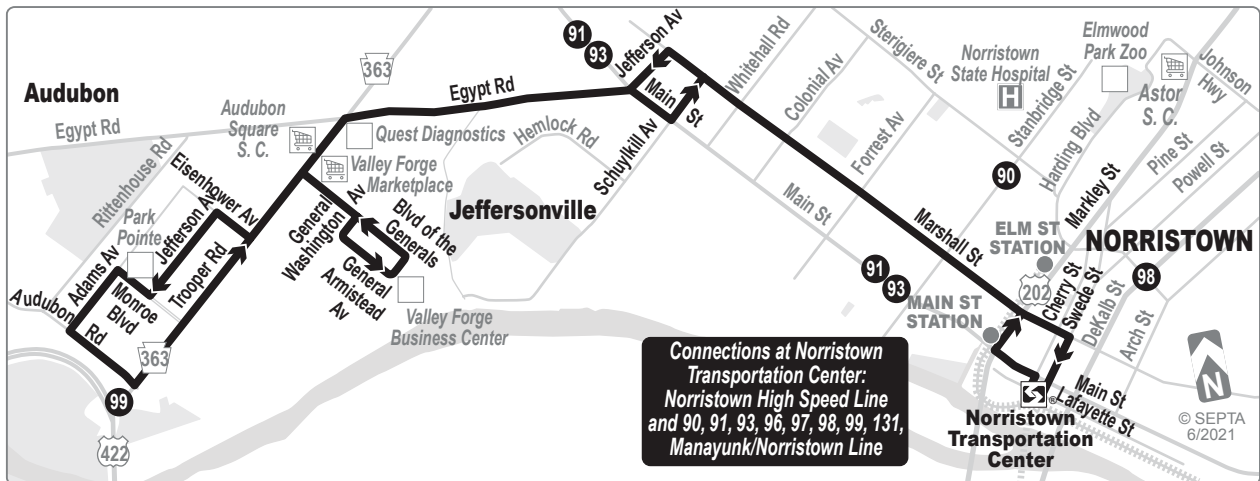 Audubon
Egypt Rd
Rittenhouse Rd
Audubon
Square
S. C.
363
Quest Diagnostics
Valley Forge
Marketplace
Egypt Rd
Hemlock Rd
Jeffersonville
Eisenhower Av
Jefferson Av
Park
Pointe
Adams Av
Monroe
Blvd
Audubon
Rd
Trooper Rd
363
99
422
General
Washington
Av
Blvd of the
Generals
General
Armistead
Av
Valley Forge
Business Center
91
93
Jefferson Av
Main
St
Schuylkill Av
Whitehall Rd
Colonial Av
Forrest Av
Sterigiere St
Main St
Marshall St
Norristown
State Hospital
H
Stanbridge St
Elmwood
Park Zoo
Harding Blvd
Astor
S. C.
Johnson
Hwy
Markley St
Pine St
Powell St
90
ELM ST
STATION
NORRISTOWN
91
93
MAIN ST
STATION
202
Cherry St
Swede St
DeKalb St
98
Arch St
Main St
Lafayette St
Norristown
Transportation
Center
®
Connections at Norristown
Transportation Center:
Norristown High Speed Line
and 90, 91, 93, 96, 97, 98, 99, 131,
Manayunk/Norristown Line
N
© SEPTA
6/2021